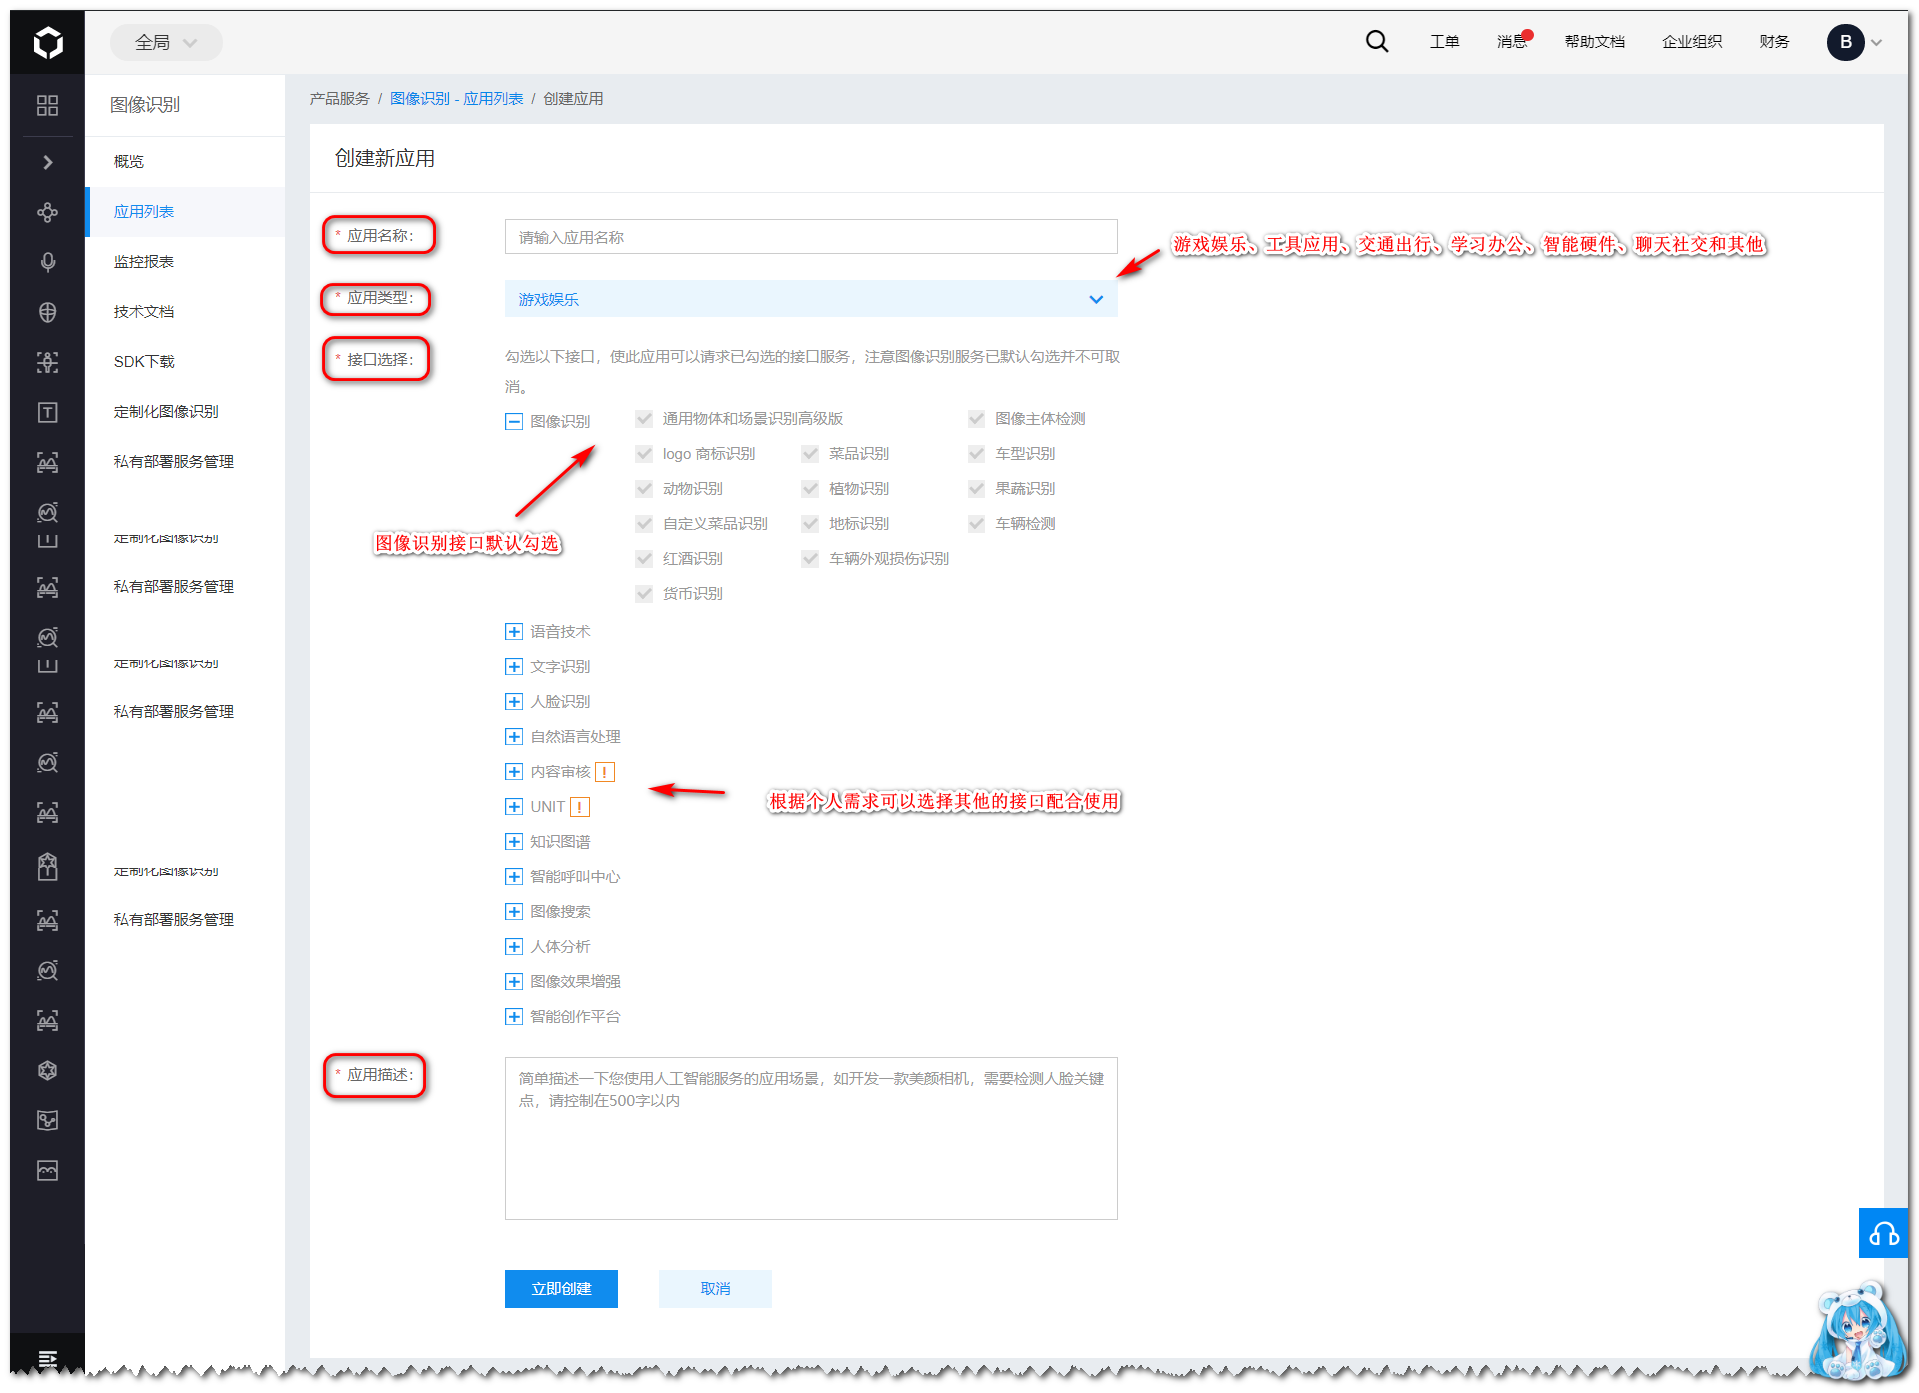 全局
工单
消息
帮助文档
企业组织
财务
B
图像识别
概览
应用列表
监控报表
技术文档
SDK下载
定制化图像识别
私有部署服务管理
定制化图像识别
私有部署服务管理
定制化图像识别
私有部署服务管理
定制化图像识别
私有部署服务管理
产品服务 / 图像识别 - 应用列表 / 创建应用
创建新应用
* 应用名称:
请输入应用名称
游戏娱乐、工具应用、交通出行、学习办公、智能硬件、聊天社交和其他
* 应用类型:
游戏娱乐
* 接口选择:
勾选以下接口，使此应用可以请求已勾选的接口服务，注意图像识别服务已默认勾选并不可取
消。
图像识别
通用物体和场景识别高级版
图像主体检测
logo 商标识别
菜品识别
车型识别
动物识别
植物识别
果蔬识别
自定义菜品识别
地标识别
车辆检测
红酒识别
车辆外观损伤识别
货币识别
图像识别接口默认勾选
语音技术
文字识别
人脸识别
自然语言处理
内容审核 !
UNIT !
根据个人需求可以选择其他的接口配合使用
知识图谱
智能呼叫中心
图像搜索
人体分析
图像效果增强
智能创作平台
* 应用描述:
简单描述一下您使用人工智能服务的应用场景，如开发一款美颜相机，需要检测人脸关键
点，请控制在500字以内
立即创建
取消